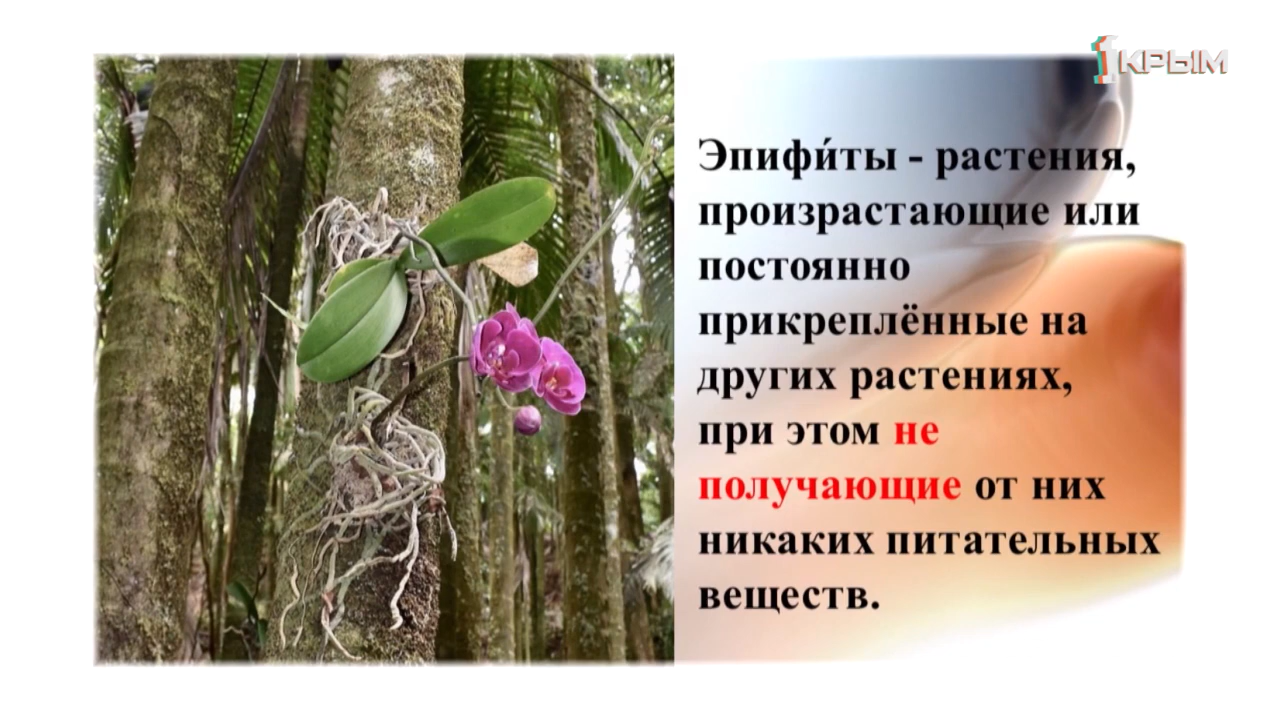 1КРЫМ
Эпифи́ты - растения,
произрастающие или
постоянно
прикреплённые на
других растениях,
при этом не
получающие от них
никаких питательных
веществ.